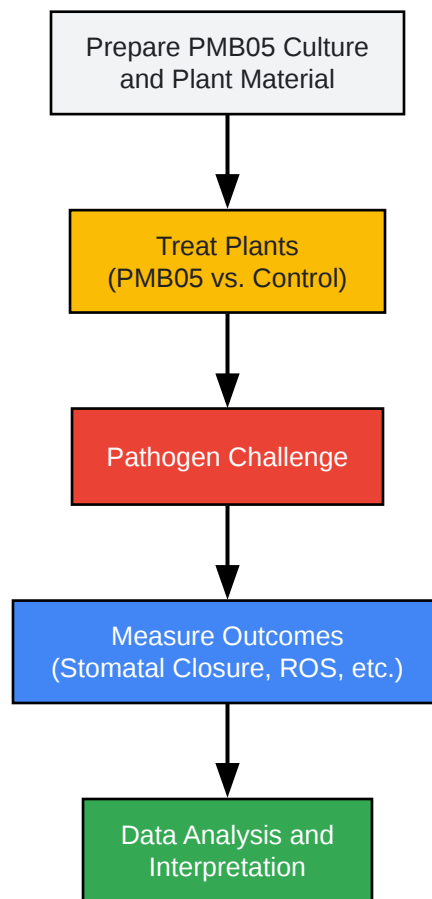 Prepare PMB05 Culture
and Plant Material
Treat Plants
(PMB05 vs. Control)
Pathogen Challenge
Measure Outcomes
(Stomatal Closure, ROS, etc.)
Data Analysis and
Interpretation